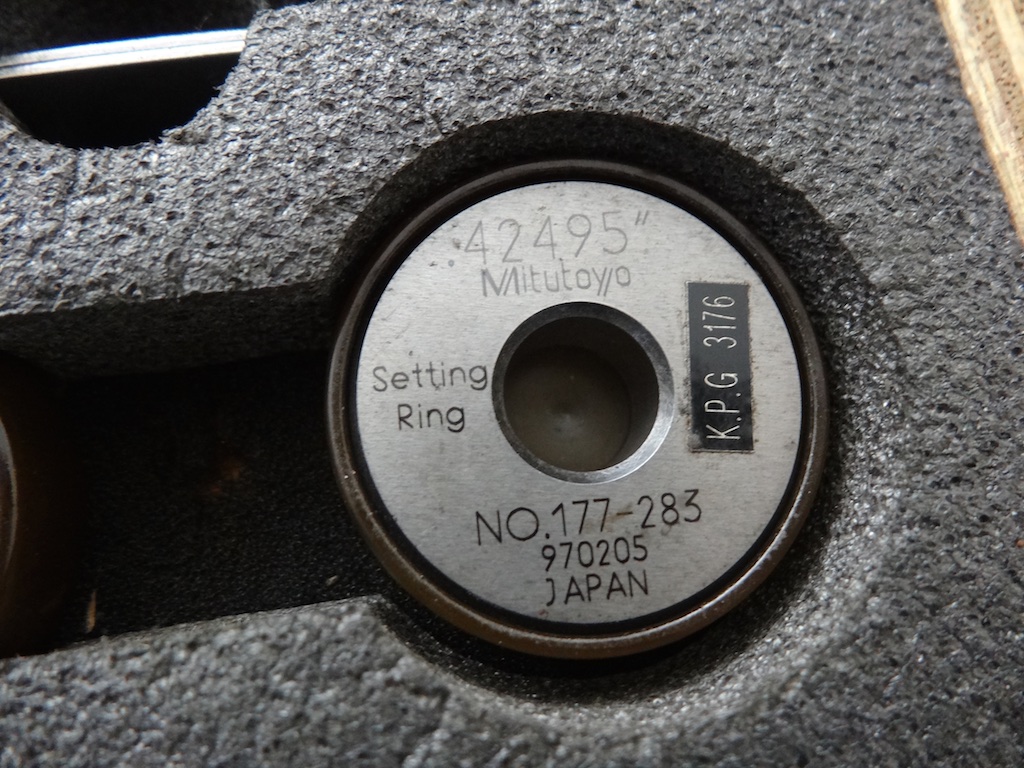 .42495"
Mitutoyo
Setting
Ring
K.P.G 3176
NO.177-283
970205
JAPAN